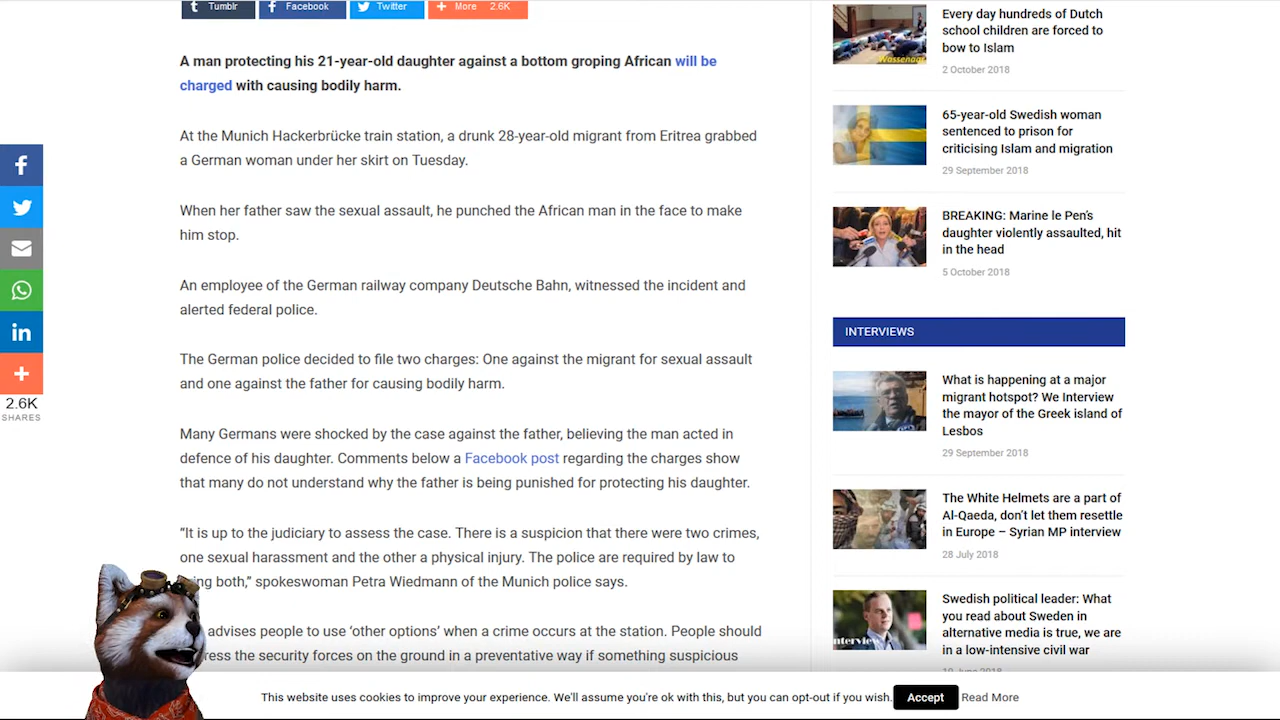 Tumblr
Facebook
Twitter
More 2.6K
A man protecting his 21-year-old daughter against a bottom groping African will be
charged with causing bodily harm.
At the Munich Hackerbrücke train station, a drunk 28-year-old migrant from Eritrea grabbed
a German woman under her skirt on Tuesday.
When her father saw the sexual assault, he punched the African man in the face to make
him stop.
An employee of the German railway company Deutsche Bahn, witnessed the incident and
alerted federal police.
The German police decided to file two charges: One against the migrant for sexual assault
and one against the father for causing bodily harm.
Many Germans were shocked by the case against the father, believing the man acted in
defence of his daughter. Comments below a Facebook post regarding the charges show
that many do not understand why the father is being punished for protecting his daughter.
“It is up to the judiciary to assess the case. There is a suspicion that there were two crimes,
one sexual harassment and the other a physical injury. The police are required by law to
both,” spokeswoman Petra Wiedmann of the Munich police says.
advises people to use ‘other options’ when a crime occurs at the station. People should
the security forces on the ground in a preventative way if something suspicious
2.6K
SHARES
Wassenaar
Every day hundreds of Dutch
school children are forced to
bow to Islam
2 October 2018
65-year-old Swedish woman
sentenced to prison for
criticising Islam and migration
29 September 2018
BREAKING: Marine le Pen’s
daughter violently assaulted, hit
in the head
5 October 2018
INTERVIEWS
What is happening at a major
migrant hotspot? We Interview
the mayor of the Greek island of
Lesbos
29 September 2018
The White Helmets are a part of
Al-Qaeda, don’t let them resettle
in Europe – Syrian MP interview
28 July 2018
Swedish political leader: What
you read about Sweden in
alternative media is true, we are
in a low-intensive civil war
19 June 2018
This website uses cookies to improve your experience. We'll assume you're ok with this, but you can opt-out if you wish.
Accept
Read More